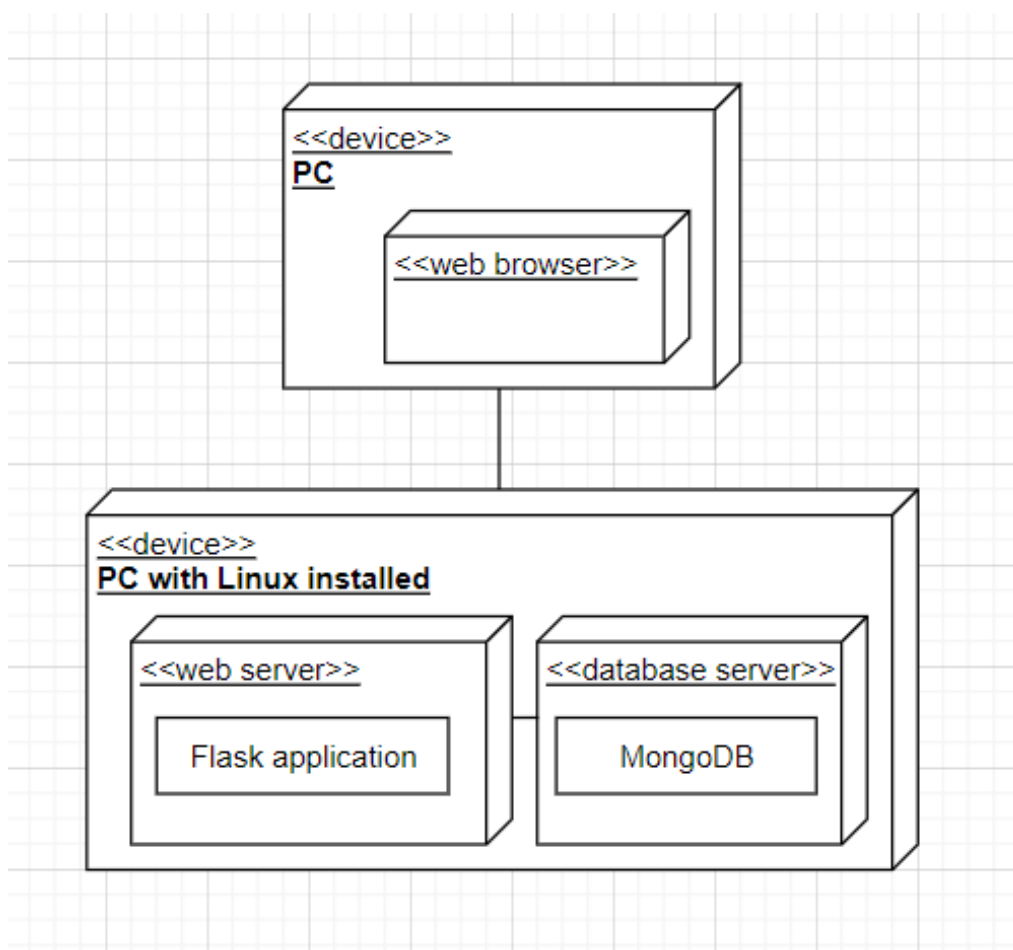 <<device>>
PC
<<web browser>>
<<device>>
PC with Linux installed
<<web server>>
Flask application
<<database server>>
MongoDB